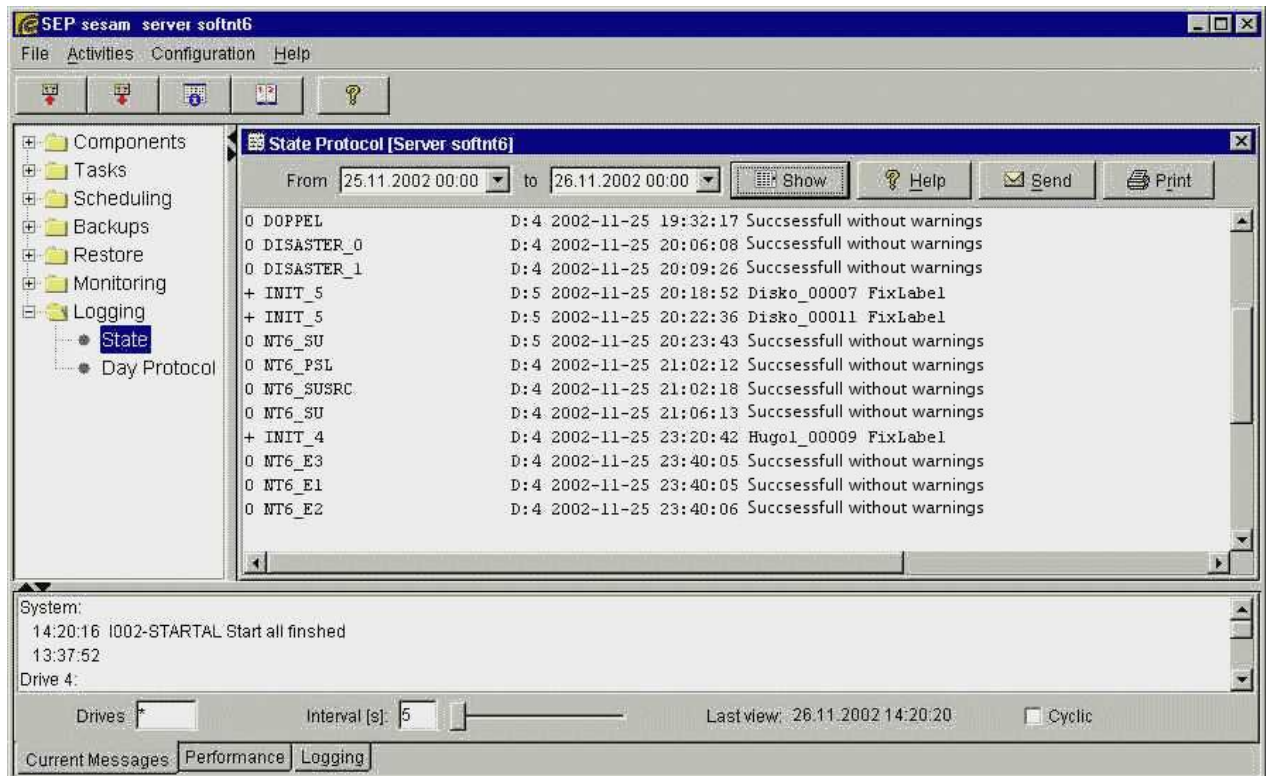 SEP sesam server softnt6
File Activities Configuration Help
Components
Tasks
Scheduling
Backups
Restore
Monitoring
Logging
State
Day Protocol
State Protocol [Server softnt6]
From 25.11.2002 00:00 to 26.11.2002 00:00 Show Help Send Print
0 DOPPEL D:4 2002-11-25 19:32:17 Succsessfull without warnings
0 DISASTER_0 D:4 2002-11-25 20:06:08 Succsessfull without warnings
0 DISASTER_1 D:4 2002-11-25 20:09:26 Succsessfull without warnings
+ INIT_5 D:5 2002-11-25 20:18:52 Disko_00007 FixLabel
+ INIT_5 D:5 2002-11-25 20:22:36 Disko_00011 FixLabel
0 NT6_SU D:5 2002-11-25 20:23:43 Succsessfull without warnings
0 NT6_PSL D:4 2002-11-25 21:02:12 Succsessfull without warnings
0 NT6_SUSRC D:4 2002-11-25 21:02:18 Succsessfull without warnings
0 NT6_SU D:4 2002-11-25 21:06:13 Succsessfull without warnings
+ INIT_4 D:4 2002-11-25 23:20:42 Hugo1_00009 FixLabel
0 NT6_E3 D:4 2002-11-25 23:40:05 Succsessfull without warnings
0 NT6_E1 D:4 2002-11-25 23:40:05 Succsessfull without warnings
0 NT6_E2 D:4 2002-11-25 23:40:06 Succsessfull without warnings
System:
14:20:16 I002-STARTAL Start all finshed
13:37:52
Drive 4:
Drives * Interval [s]: 5 Last view: 26.11.2002 14:20:20 Cyclic
Current Messages Performance Logging